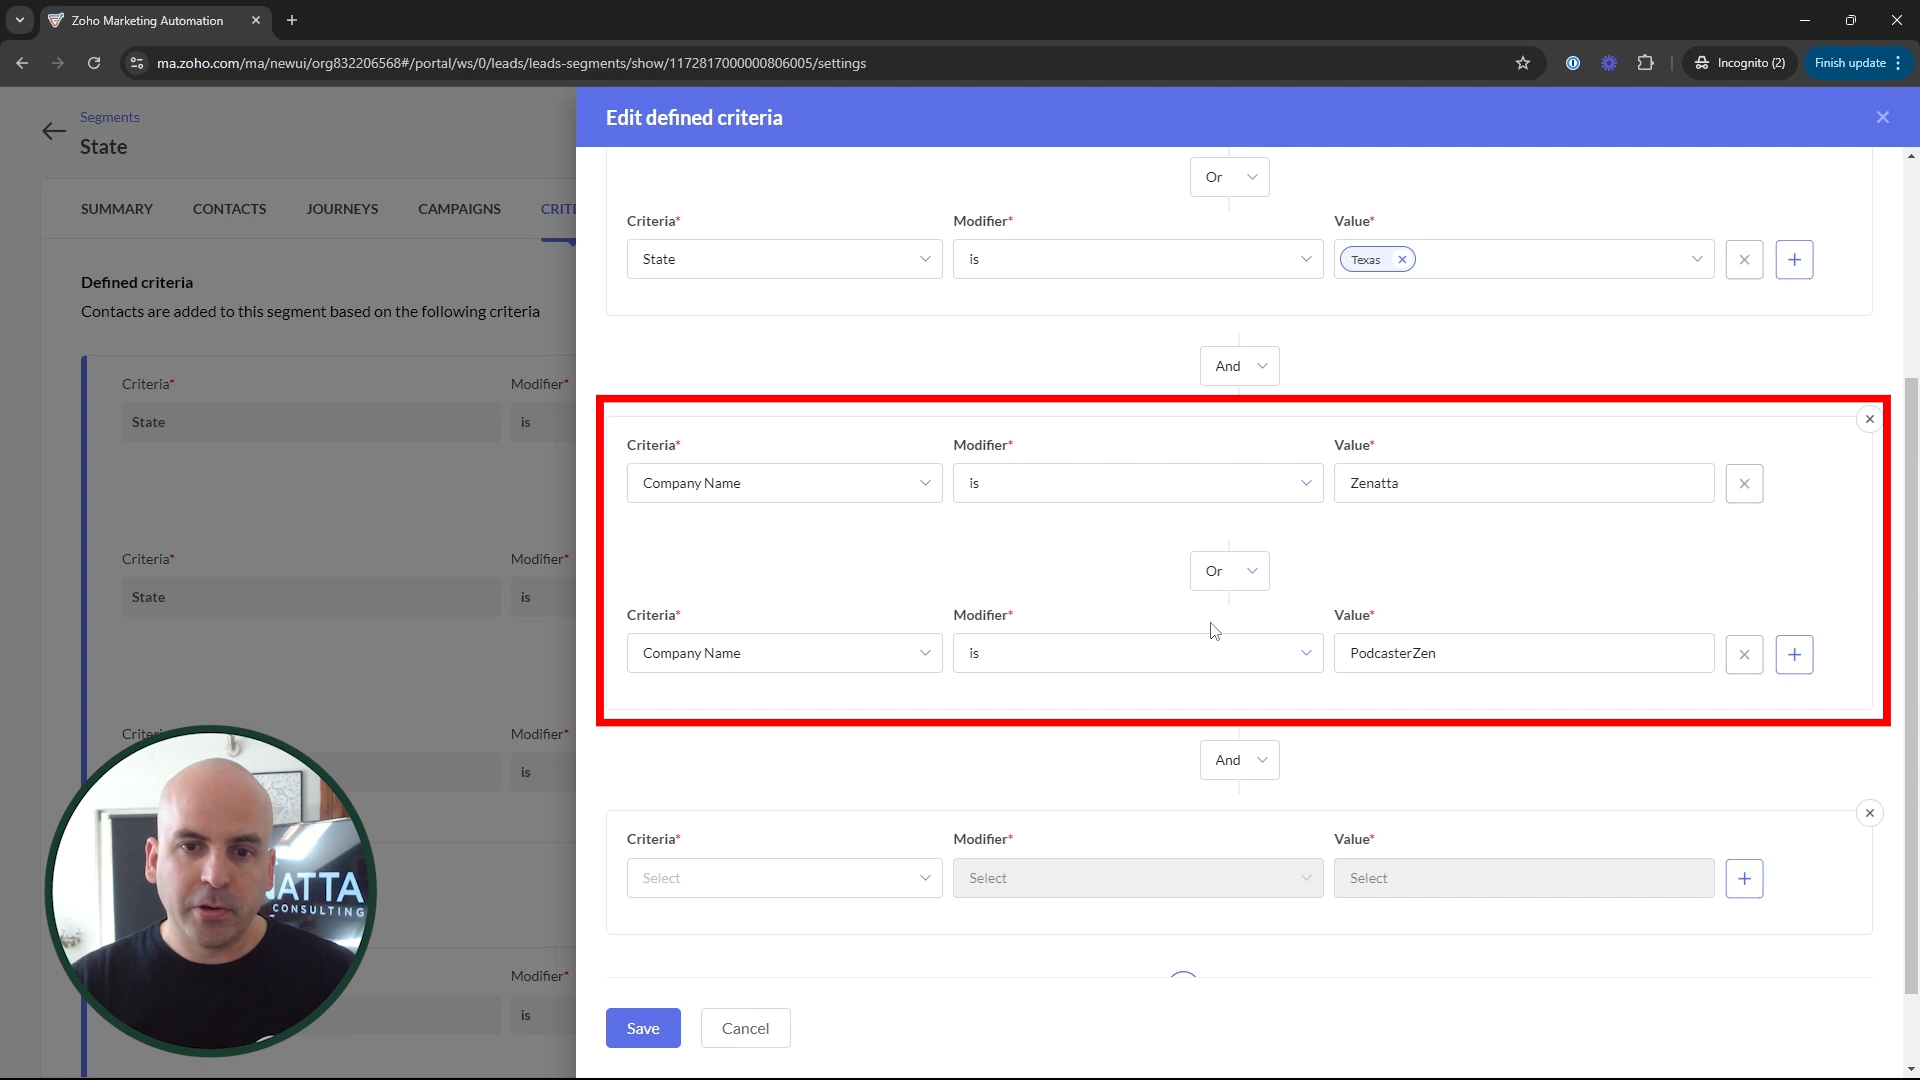 Zoho Marketing Automation
ma.zoho.com/ma/newui/org832206568#/portal/ws/0/leads/leads-segments/show/1172817000000806005/settings
Incognito (2)
Finish update
Segments
State
SUMMARY CONTACTS JOURNEYS CAMPAIGNS CRITE
Defined criteria
Contacts are added to this segment based on the following criteria
Criteria* Modifier*
State is
Criteria* Modifier*
State is
Criteri Modifier*
is
Modifier*
is
NATTA
CONSULTING
Edit defined criteria
Or
Criteria* Modifier* Value*
State is Texas
And
Criteria* Modifier* Value*
Company Name is Zenatta
Or
Criteria* Modifier* Value*
Company Name is PodcasterZen
And
Criteria* Modifier* Value*
Select Select Select
Save Cancel